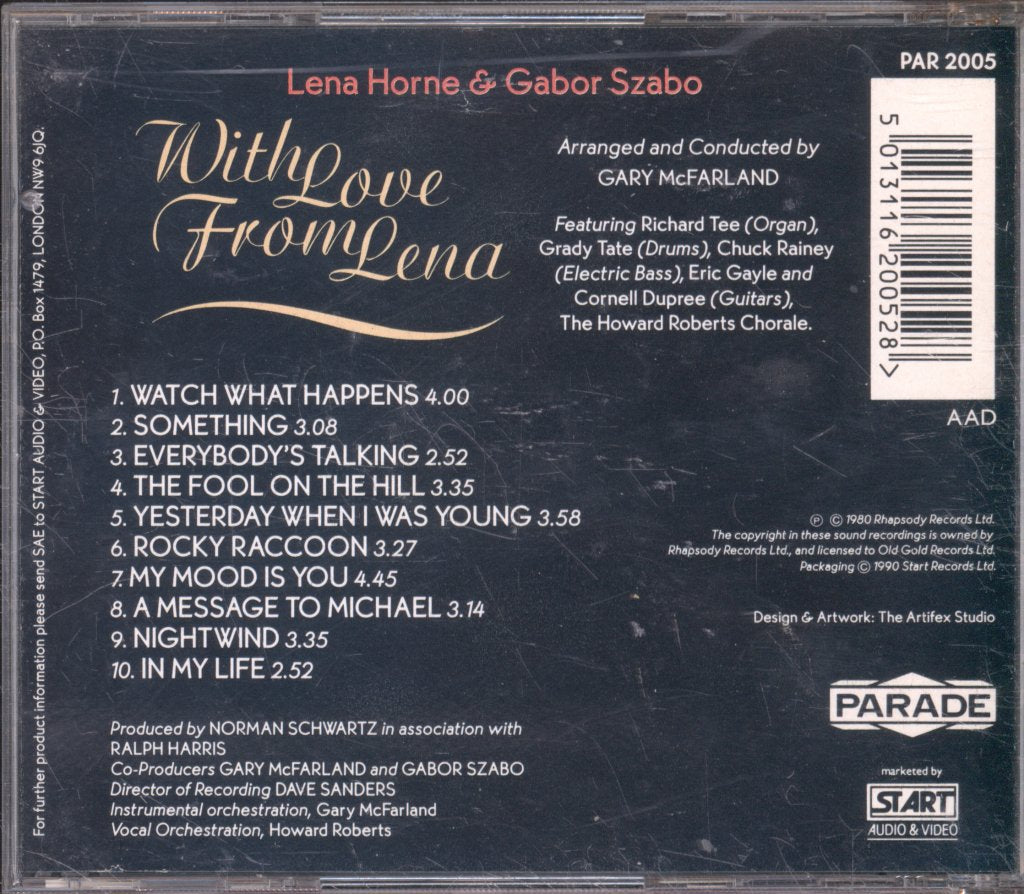 PAR 2005
Lena Horne & Gabor Szabo
With Love
From Lena
Arranged and Conducted by
GARY McFARLAND
Featuring Richard Tee (Organ),
Grady Tate (Drums), Chuck Rainey
(Electric Bass), Eric Gayle and
Cornell Dupree (Guitars),
The Howard Roberts Chorale.
5 013116 200528 >
AAD
1. WATCH WHAT HAPPENS 4.00
2. SOMETHING 3.08
3. EVERYBODY'S TALKING 2.52
4. THE FOOL ON THE HILL 3.35
5. YESTERDAY WHEN I WAS YOUNG 3.58
6. ROCKY RACCOON 3.27
7. MY MOOD IS YOU 4.45
8. A MESSAGE TO MICHAEL 3.14
9. NIGHTWIND 3.35
10. IN MY LIFE 2.52
℗ © 1980 Rhapsody Records Ltd.
The copyright in these sound recordings is owned by
Rhapsody Records Ltd., and licensed to Old Gold Records Ltd.
Packaging © 1990 Start Records Ltd.
Design & Artwork: The Artifex Studio
PARADE
marketed by
START
AUDIO & VIDEO
Produced by NORMAN SCHWARTZ in association with
RALPH HARRIS
Co-Producers GARY McFARLAND and GABOR SZABO
Director of Recording DAVE SANDERS
Instrumental orchestration, Gary McFarland
Vocal Orchestration, Howard Roberts
For further product information please send SAE to START AUDIO & VIDEO, P.O. Box 1479, LONDON NW9 6JQ.